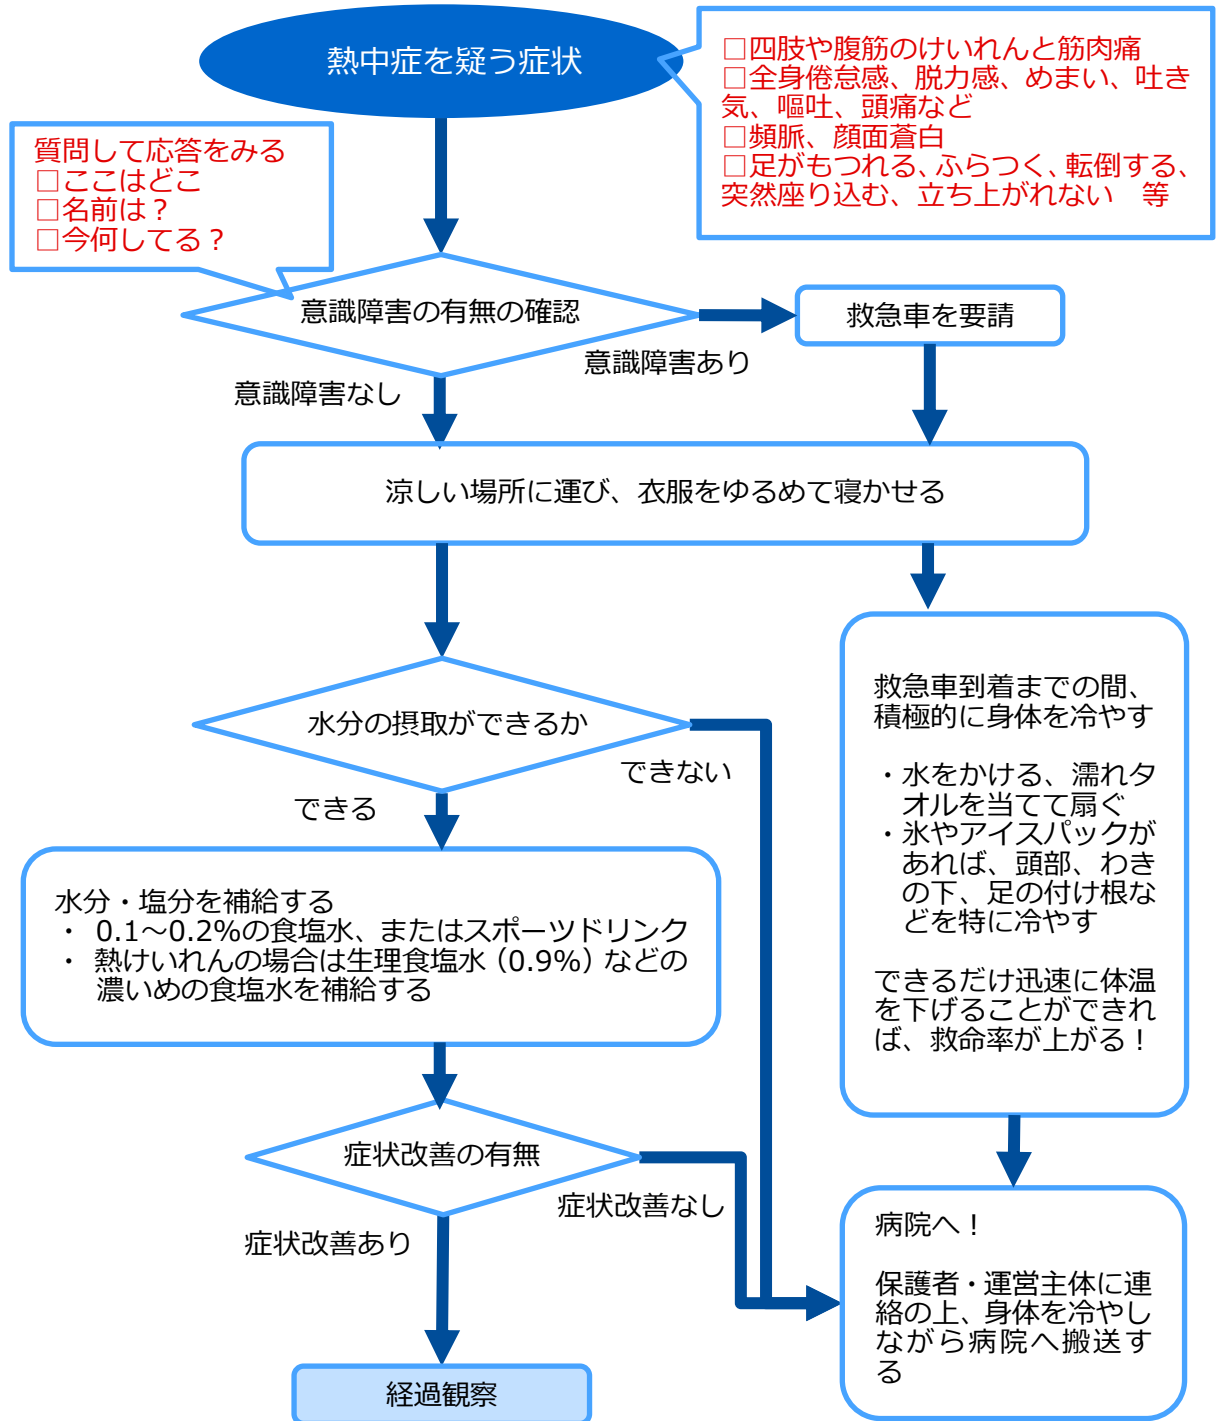 熱中症を疑う症状
□四肢や腹筋のけいれんと筋肉痛
□全身倦怠感、脱力感、めまい、吐き
気、嘔吐、頭痛など
□頻脈、顔面蒼白
□足がもつれる、ふらつく、転倒する、
突然座り込む、立ち上がれない　等
質問して応答をみる
□ここはどこ
□名前は？
□今何してる？
意識障害の有無の確認
救急車を要請
意識障害あり
意識障害なし
涼しい場所に運び、衣服をゆるめて寝かせる
水分の摂取ができるか
できない
できる
救急車到着までの間、
積極的に身体を冷やす
・水をかける、濡れタ
オルを当てて扇ぐ
・氷やアイスパックが
あれば、頭部、わき
の下、足の付け根な
どを特に冷やす
できるだけ迅速に体温
を下げることができれ
ば、救命率が上がる！
水分・塩分を補給する
・ 0.1～0.2%の食塩水、またはスポーツドリンク
・ 熱けいれんの場合は生理食塩水（0.9%）などの
濃いめの食塩水を補給する
症状改善の有無
症状改善なし
症状改善あり
病院へ！
保護者・運営主体に連
絡の上、身体を冷やし
ながら病院へ搬送す
る
経過観察